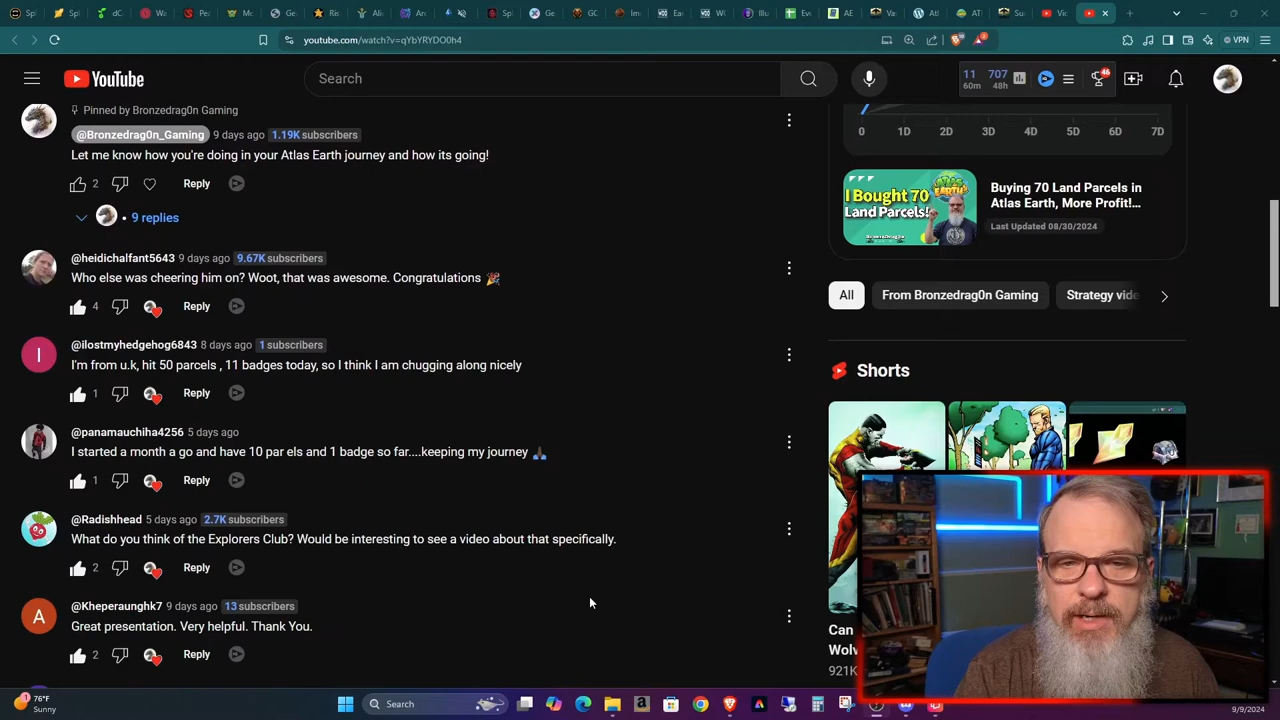 youtube.com/watch?v=qYbYRYDO0h4
VPN
YouTube
Search
11 60m
707 48h
46
Pinned by Bronzedrag0n Gaming
@Bronzedrag0n_Gaming 9 days ago 1.19K subscribers
Let me know how you're doing in your Atlas Earth journey and how its going!
2 Reply
• 9 replies
@heidichalfant5643 9 days ago 9.67K subscribers
Who else was cheering him on? Woot, that was awesome. Congratulations 🎉
4 Reply
@ilostmyhedgehog6843 8 days ago 1 subscribers
I'm from u.k, hit 50 parcels , 11 badges today, so I think I am chugging along nicely
1 Reply
@panamauchiha4256 5 days ago
I started a month a go and have 10 par els and 1 badge so far....keeping my journey 🙏🏿
1 Reply
@Radishhead 5 days ago 2.7K subscribers
What do you think of the Explorers Club? Would be interesting to see a video about that specifically.
2 Reply
@Kheperaunghk7 9 days ago 13 subscribers
Great presentation. Very helpful. Thank You.
2 Reply
0 1D 2D 3D 4D 5D 6D 7D
I Bought 70
Land Parcels!
ATLAS EARTH
Buying 70 Land Parcels in
Atlas Earth, More Profit!...
Last Updated 08/30/2024
All From Bronzedrag0n Gaming Strategy vide
Shorts
Can
Wolv
921K
1
76°F
Sunny
Search
9/9/2024